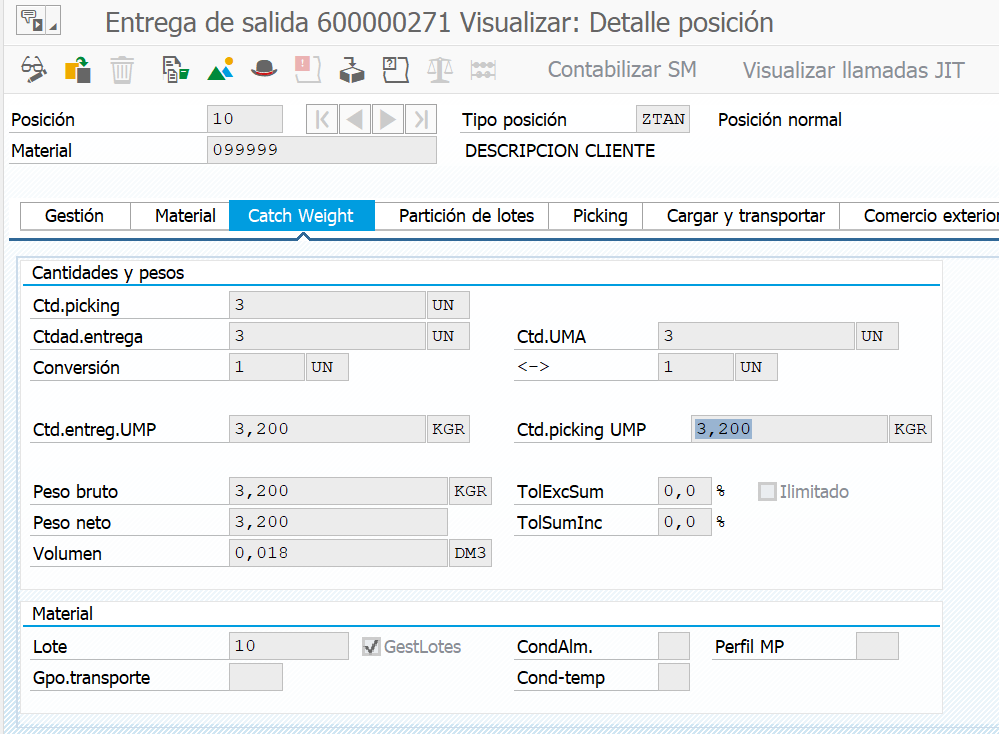 Entrega de salida 600000271 Visualizar: Detalle posición
Contabilizar SM Visualizar llamadas JIT
Posición 10 Tipo posición ZTAN Posición normal
Material 099999 DESCRIPCION CLIENTE
Gestión Material Catch Weight Partición de lotes Picking Cargar y transportar Comercio exterior
Cantidades y pesos
Ctd.picking 3 UN
Ctdad.entrega 3 UN Ctd.UMA 3 UN
Conversión 1 UN <-> 1 UN
Ctd.entreg.UMP 3,200 KGR Ctd.picking UMP 3,200 KGR
Peso bruto 3,200 KGR TolExcSum 0,0 % Ilimitado
Peso neto 3,200 TolSumInc 0,0 %
Volumen 0,018 DM3
Material
Lote 10 GestLotes CondAlm. Perfil MP
Gpo.transporte Cond-temp